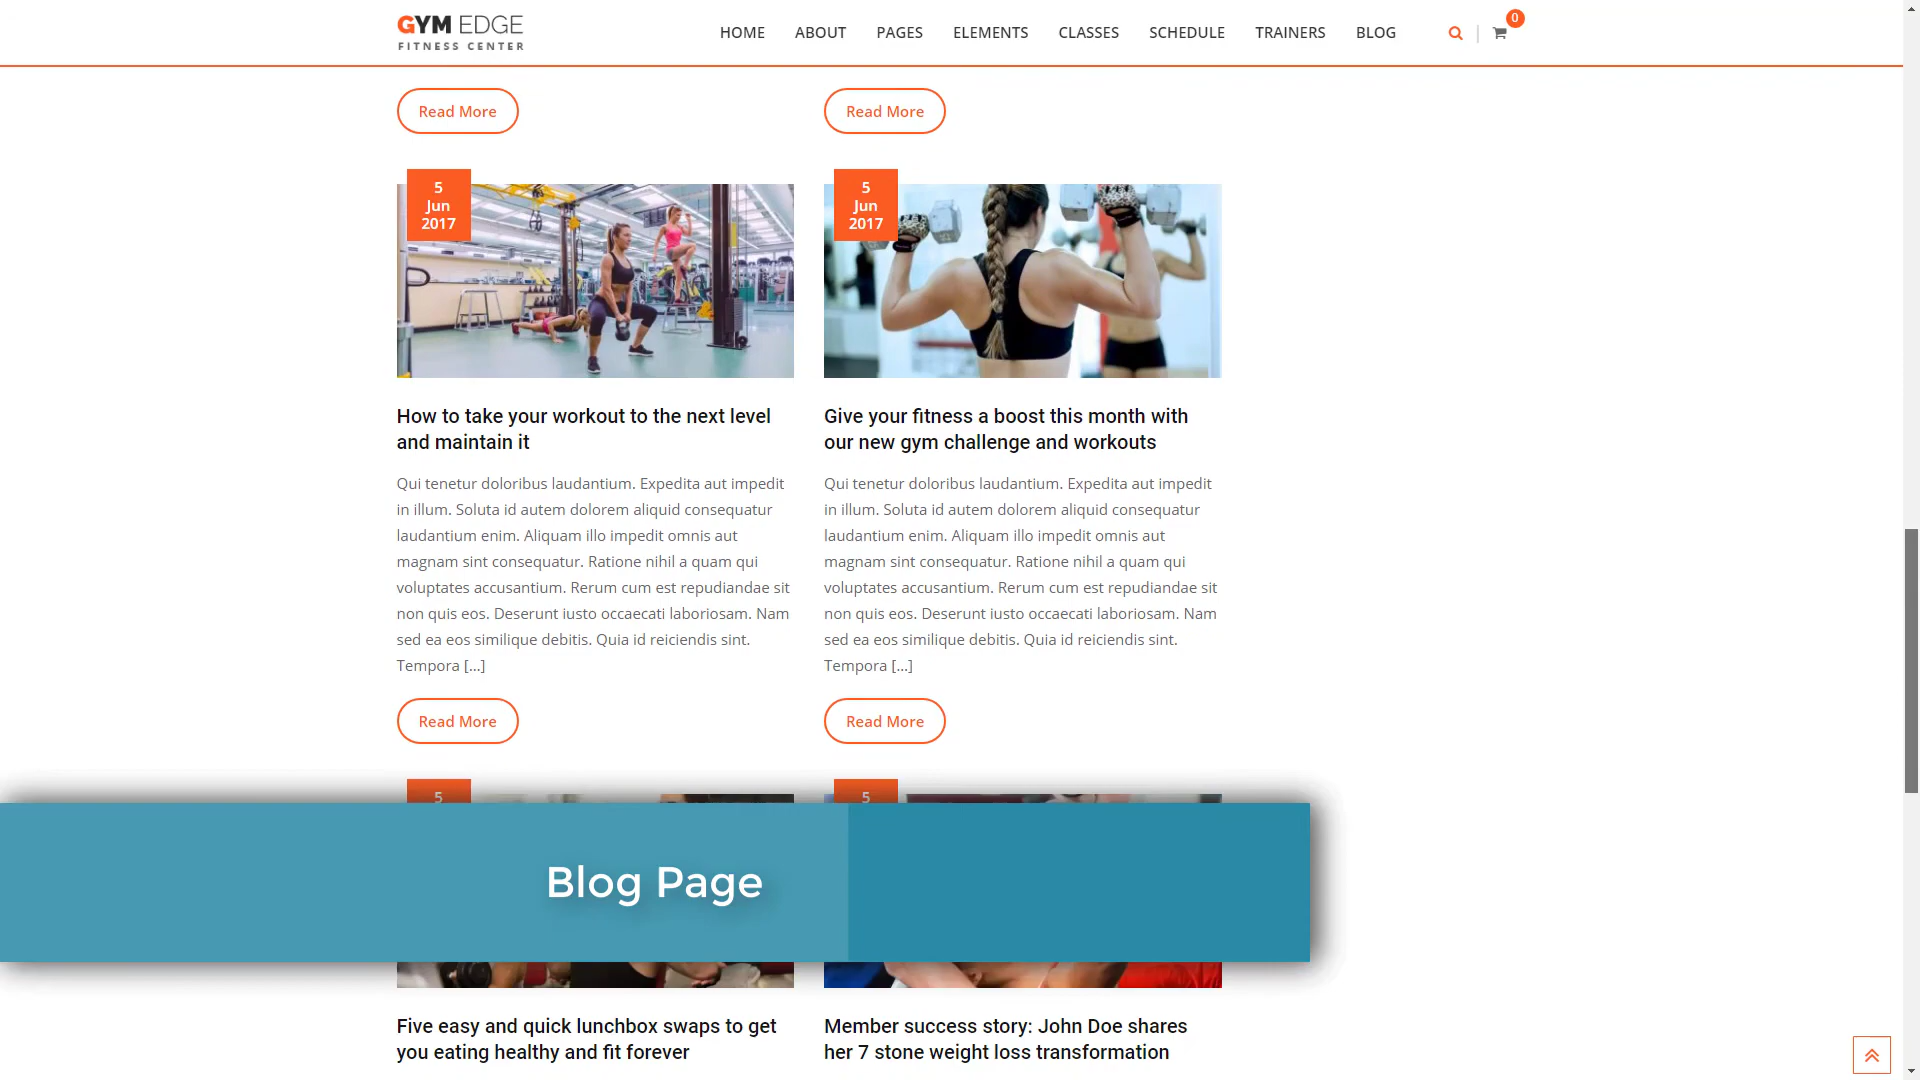 GYM EDGE
FITNESS CENTER
HOME ABOUT PAGES ELEMENTS CLASSES SCHEDULE TRAINERS BLOG 0
Read More Read More
5
Jun
2017
5
Jun
2017
How to take your workout to the next level
and maintain it
Qui tenetur doloribus laudantium. Expedita aut impedit
in illum. Soluta id autem dolorem aliquid consequatur
laudantium enim. Aliquam illo impedit omnis aut
magnam sint consequatur. Ratione nihil a quam qui
voluptates accusantium. Rerum cum est repudiandae sit
non quis eos. Deserunt iusto occaecati laboriosam. Nam
sed ea eos similique debitis. Quia id reiciendis sint.
Tempora [...]
Read More
Give your fitness a boost this month with
our new gym challenge and workouts
Qui tenetur doloribus laudantium. Expedita aut impedit
in illum. Soluta id autem dolorem aliquid consequatur
laudantium enim. Aliquam illo impedit omnis aut
magnam sint consequatur. Ratione nihil a quam qui
voluptates accusantium. Rerum cum est repudiandae sit
non quis eos. Deserunt iusto occaecati laboriosam. Nam
sed ea eos similique debitis. Quia id reiciendis sint.
Tempora [...]
Read More
5 5
Blog Page
Five easy and quick lunchbox swaps to get
you eating healthy and fit forever
Member success story: John Doe shares
her 7 stone weight loss transformation